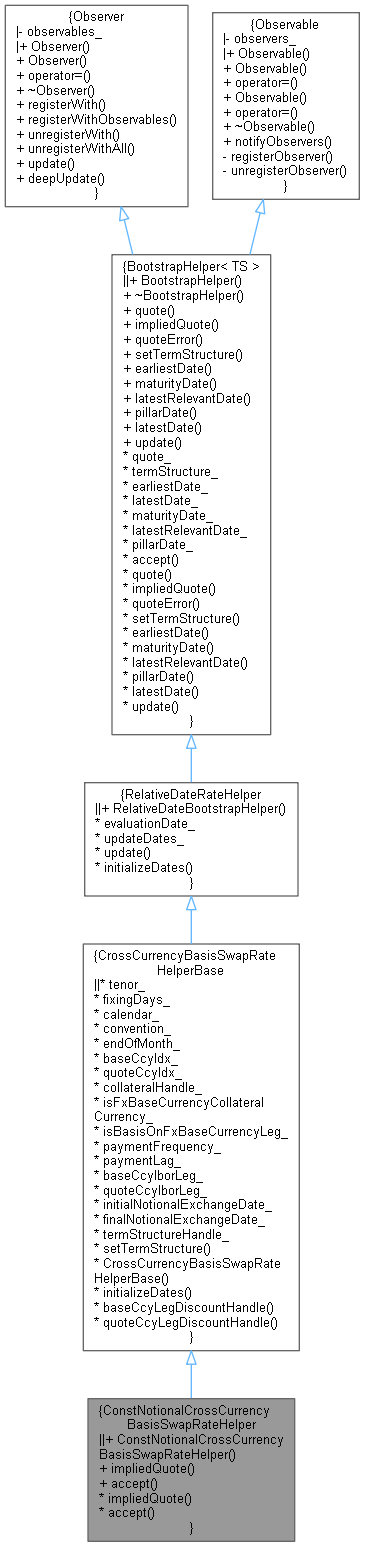 {Observer
|- observables_
|+ Observer()
+ Observer()
+ operator=()
+ ~Observer()
+ registerWith()
+ registerWithObservables()
+ unregisterWith()
+ unregisterWithAll()
+ update()
+ deepUpdate()
}
{Observable
|- observers_
|+ Observable()
+ Observable()
+ operator=()
+ Observable()
+ operator=()
+ ~Observable()
+ notifyObservers()
- registerObserver()
- unregisterObserver()
}
{BootstrapHelper< TS >
||+ BootstrapHelper()
+ ~BootstrapHelper()
+ quote()
+ impliedQuote()
+ quoteError()
+ setTermStructure()
+ earliestDate()
+ maturityDate()
+ latestRelevantDate()
+ pillarDate()
+ latestDate()
+ update()
* quote_
* termStructure_
* earliestDate_
* latestDate_
* maturityDate_
* latestRelevantDate_
* pillarDate_
* accept()
* quote()
* impliedQuote()
* quoteError()
* setTermStructure()
* earliestDate()
* maturityDate()
* latestRelevantDate()
* pillarDate()
* latestDate()
* update()
}
{RelativeDateRateHelper
||+ RelativeDateBootstrapHelper()
* evaluationDate_
* updateDates_
* update()
* initializeDates()
}
{CrossCurrencyBasisSwapRate
HelperBase
||* tenor_
* fixingDays_
* calendar_
* convention_
* endOfMonth_
* baseCcyIdx_
* quoteCcyIdx_
* collateralHandle_
* isFxBaseCurrencyCollateral
Currency_
* isBasisOnFxBaseCurrencyLeg_
* paymentFrequency_
* paymentLag_
* baseCcyIborLeg_
* quoteCcyIborLeg_
* initialNotionalExchangeDate_
* finalNotionalExchangeDate_
* termStructureHandle_
* setTermStructure()
* CrossCurrencyBasisSwapRate
HelperBase()
* initializeDates()
* baseCcyLegDiscountHandle()
* quoteCcyLegDiscountHandle()
}
{ConstNotionalCrossCurrency
BasisSwapRateHelper
||+ ConstNotionalCrossCurrency
BasisSwapRateHelper()
+ impliedQuote()
+ accept()
* impliedQuote()
* accept()
}